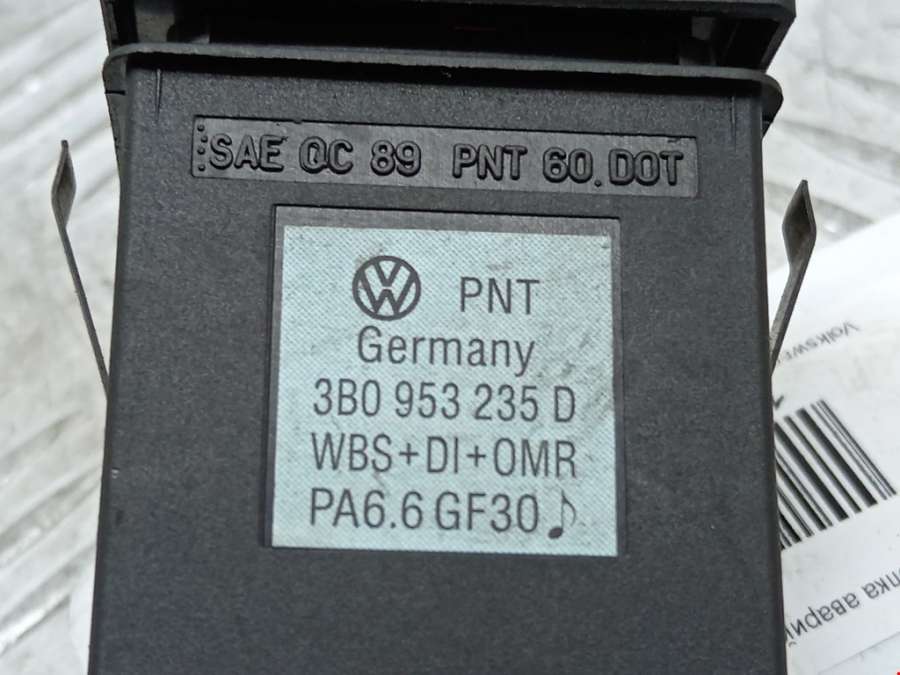 SAE QC 89 PNT 60.DOT
PNT
Germany
3B0 953 235 D
WBS+DI+OMR
PA6.6 GF30